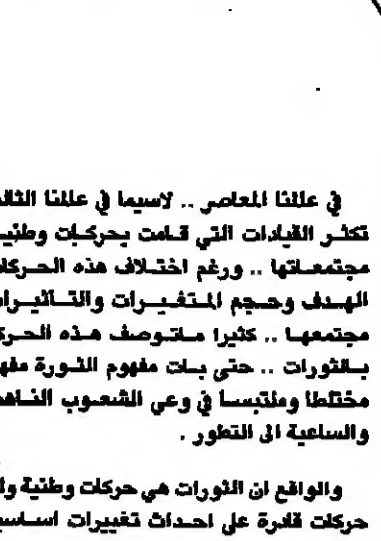 في عالمنا المعاصر .. لاسيما في عالمنا
تكثر القيادات التي قامت بحركات
مجتمعاتها .. ورغم اختلاف هذه
الهدف وحجم المتغيرات
مجتمعها .. كثيرا ماتوصف هذه
بالثورات .. حتى بات مفهوم الثورة
مختلطا وملتبسا في وعي الشعوب
والساعية الى التطور .
والواقع ان الثورات هي حركات وطنية
حركات قادرة على احداث تغييرات